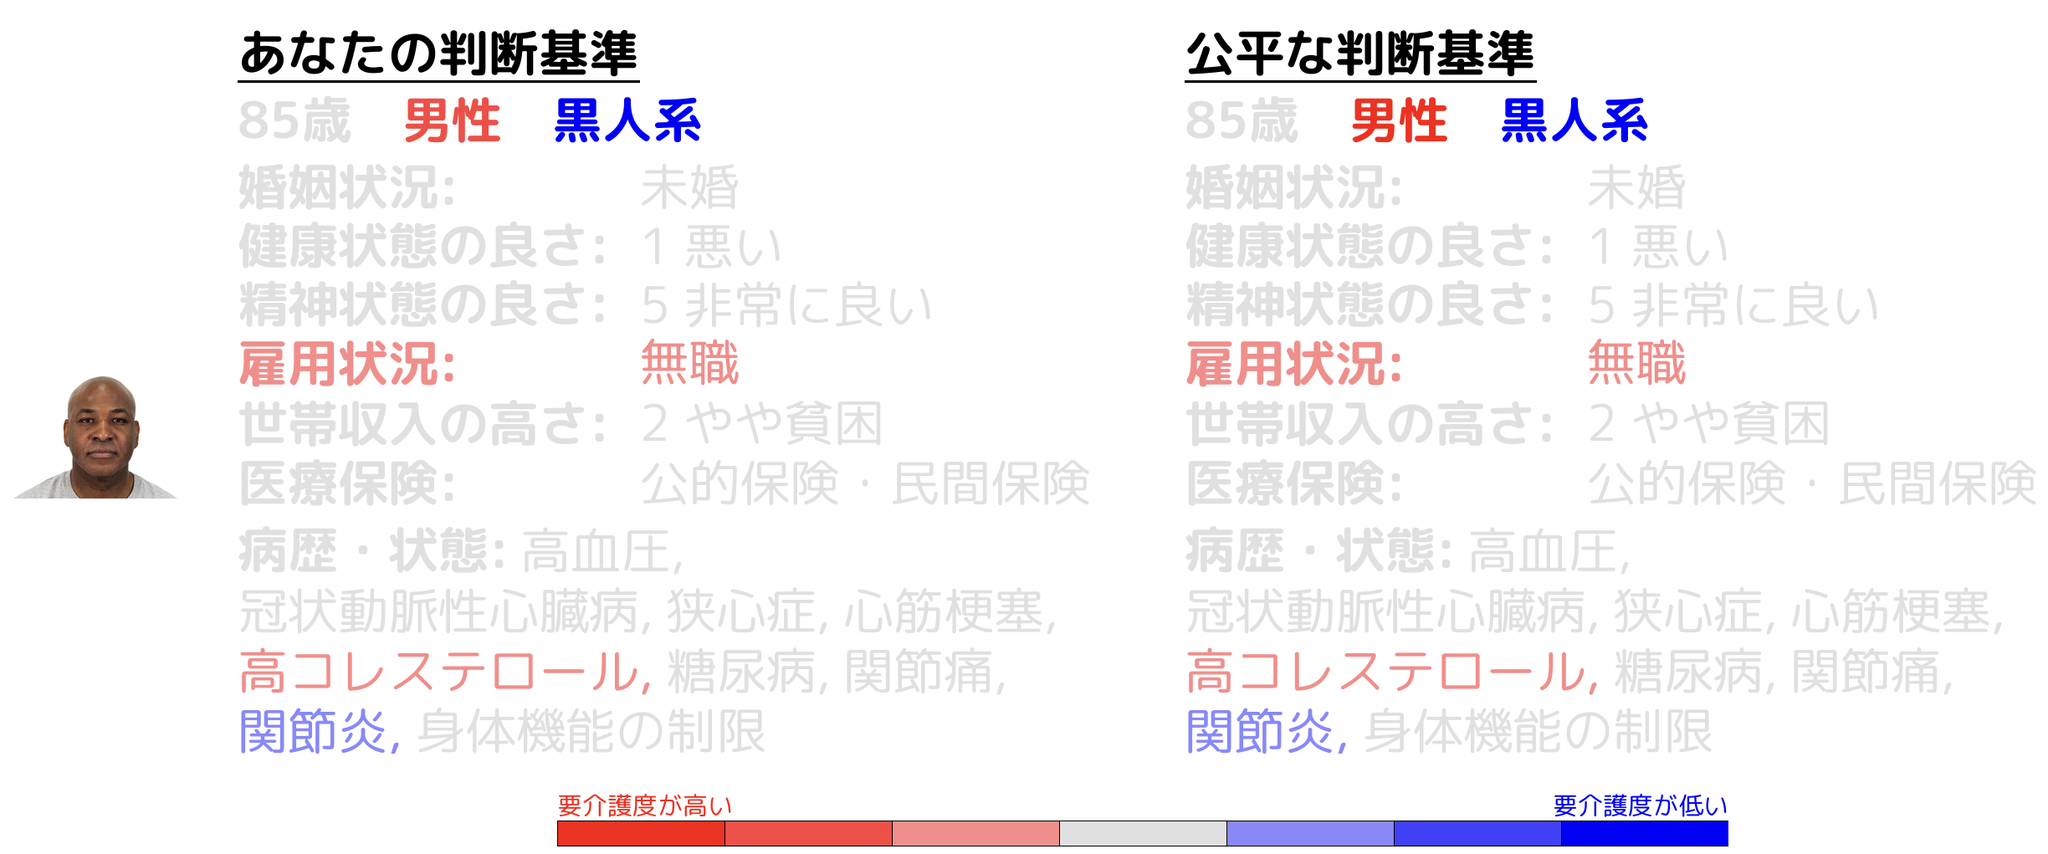 あなたの判断基準
85歳 男性 黒人系
婚姻状況: 未婚
健康状態の良さ: 1 悪い
精神状態の良さ: 5 非常に良い
雇用状況: 無職
世帯収入の高さ: 2 やや貧困
医療保険: 公的保険・民間保険
病歴・状態: 高血圧,
冠状動脈性心臓病, 狭心症, 心筋梗塞,
高コレステロール, 糖尿病, 関節痛,
関節炎, 身体機能の制限
公平な判断基準
85歳 男性 黒人系
婚姻状況: 未婚
健康状態の良さ: 1 悪い
精神状態の良さ: 5 非常に良い
雇用状況: 無職
世帯収入の高さ: 2 やや貧困
医療保険: 公的保険・民間保険
病歴・状態: 高血圧,
冠状動脈性心臓病, 狭心症, 心筋梗塞,
高コレステロール, 糖尿病, 関節痛,
関節炎, 身体機能の制限
要介護度が高い 要介護度が低い